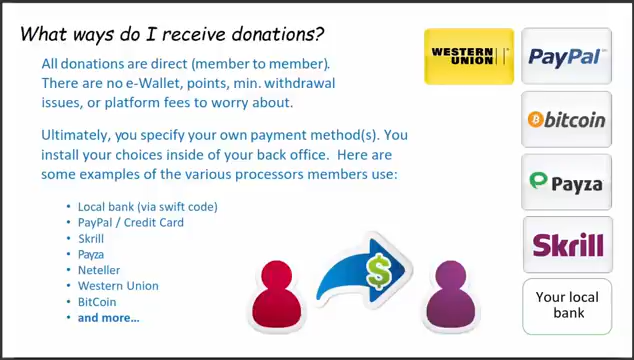 What ways do I receive donations?
All donations are direct (member to member).
There are no e-Wallet, points, min. withdrawal
issues, or platform fees to worry about.
Ultimately, you specify your own payment method(s). You
install your choices inside of your back office.  Here are
some examples of the various processors members use:
• Local bank (via swift code)
• PayPal / Credit Card
• Skrill
• Payza
• Neteller
• Western Union
• BitCoin
• and more...
$
WESTERN
UNION
PayPal
bitcoin
Payza
Skrill
Your local
bank